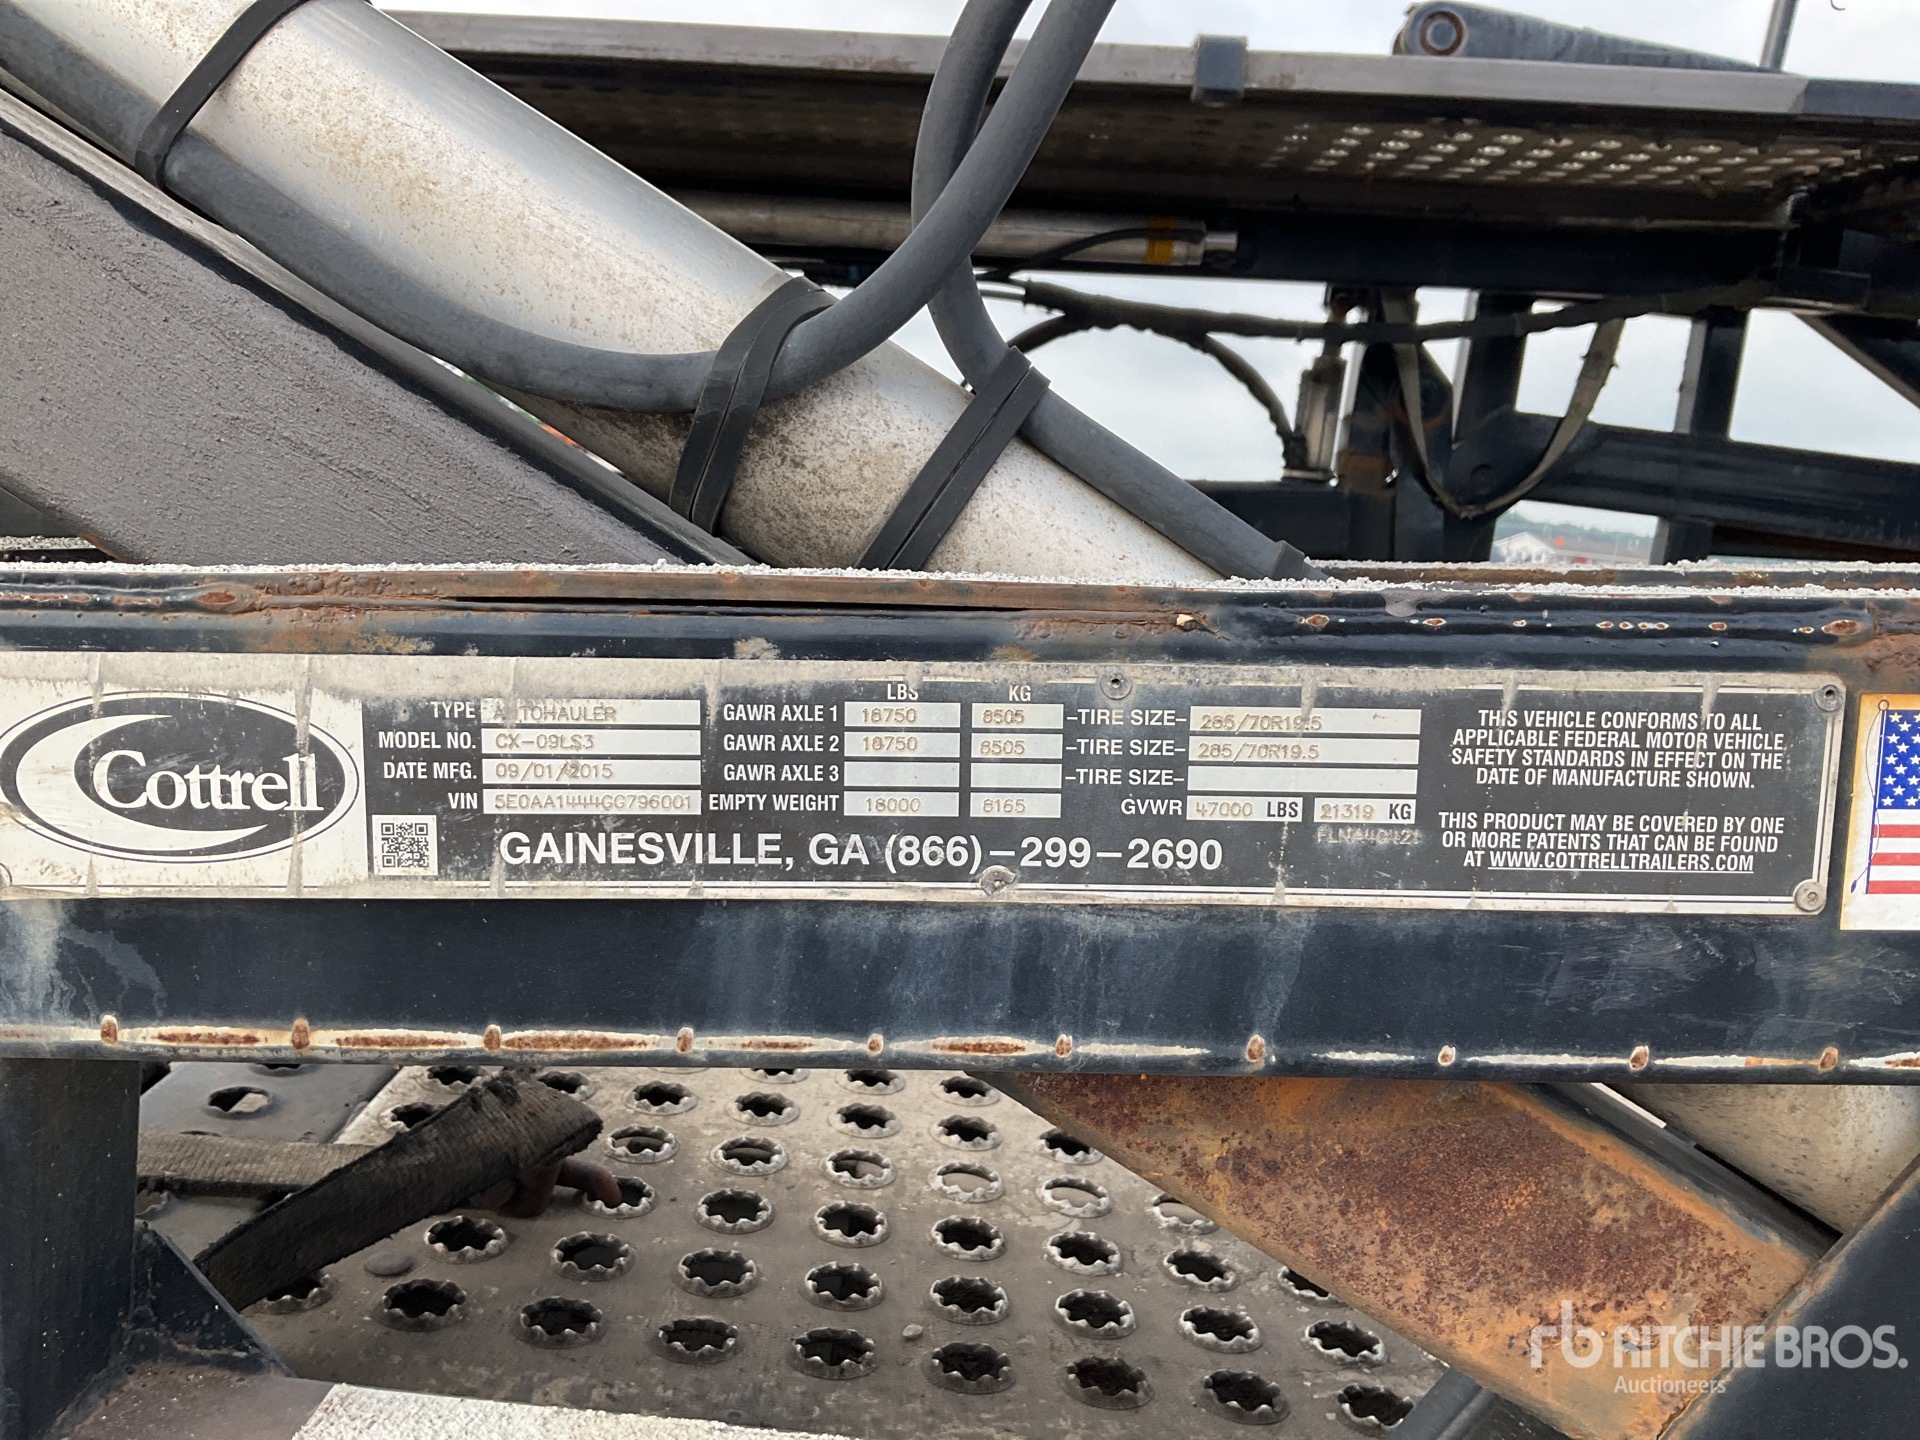 Cottrell
LBS KG
TYPE AUTOHAULER GAWR AXLE 1 18750 8505 -TIRE SIZE- 285/70R19.5
MODEL NO. CX-09LS3 GAWR AXLE 2 18750 8505 -TIRE SIZE- 285/70R19.5
DATE MFG. 09/01/2015 GAWR AXLE 3 -TIRE SIZE-
VIN 5E0AA1444GG796001 EMPTY WEIGHT 18000 8165 GVWR 47000 LBS 21319 KG
GAINESVILLE, GA (866)-299-2690
THIS VEHICLE CONFORMS TO ALL
APPLICABLE FEDERAL MOTOR VEHICLE
SAFETY STANDARDS IN EFFECT ON THE
DATE OF MANUFACTURE SHOWN.
THIS PRODUCT MAY BE COVERED BY ONE
OR MORE PATENTS THAT CAN BE FOUND
AT WWW.COTTRELLTRAILERS.COM
rb RITCHIE BROS.
Auctioneers